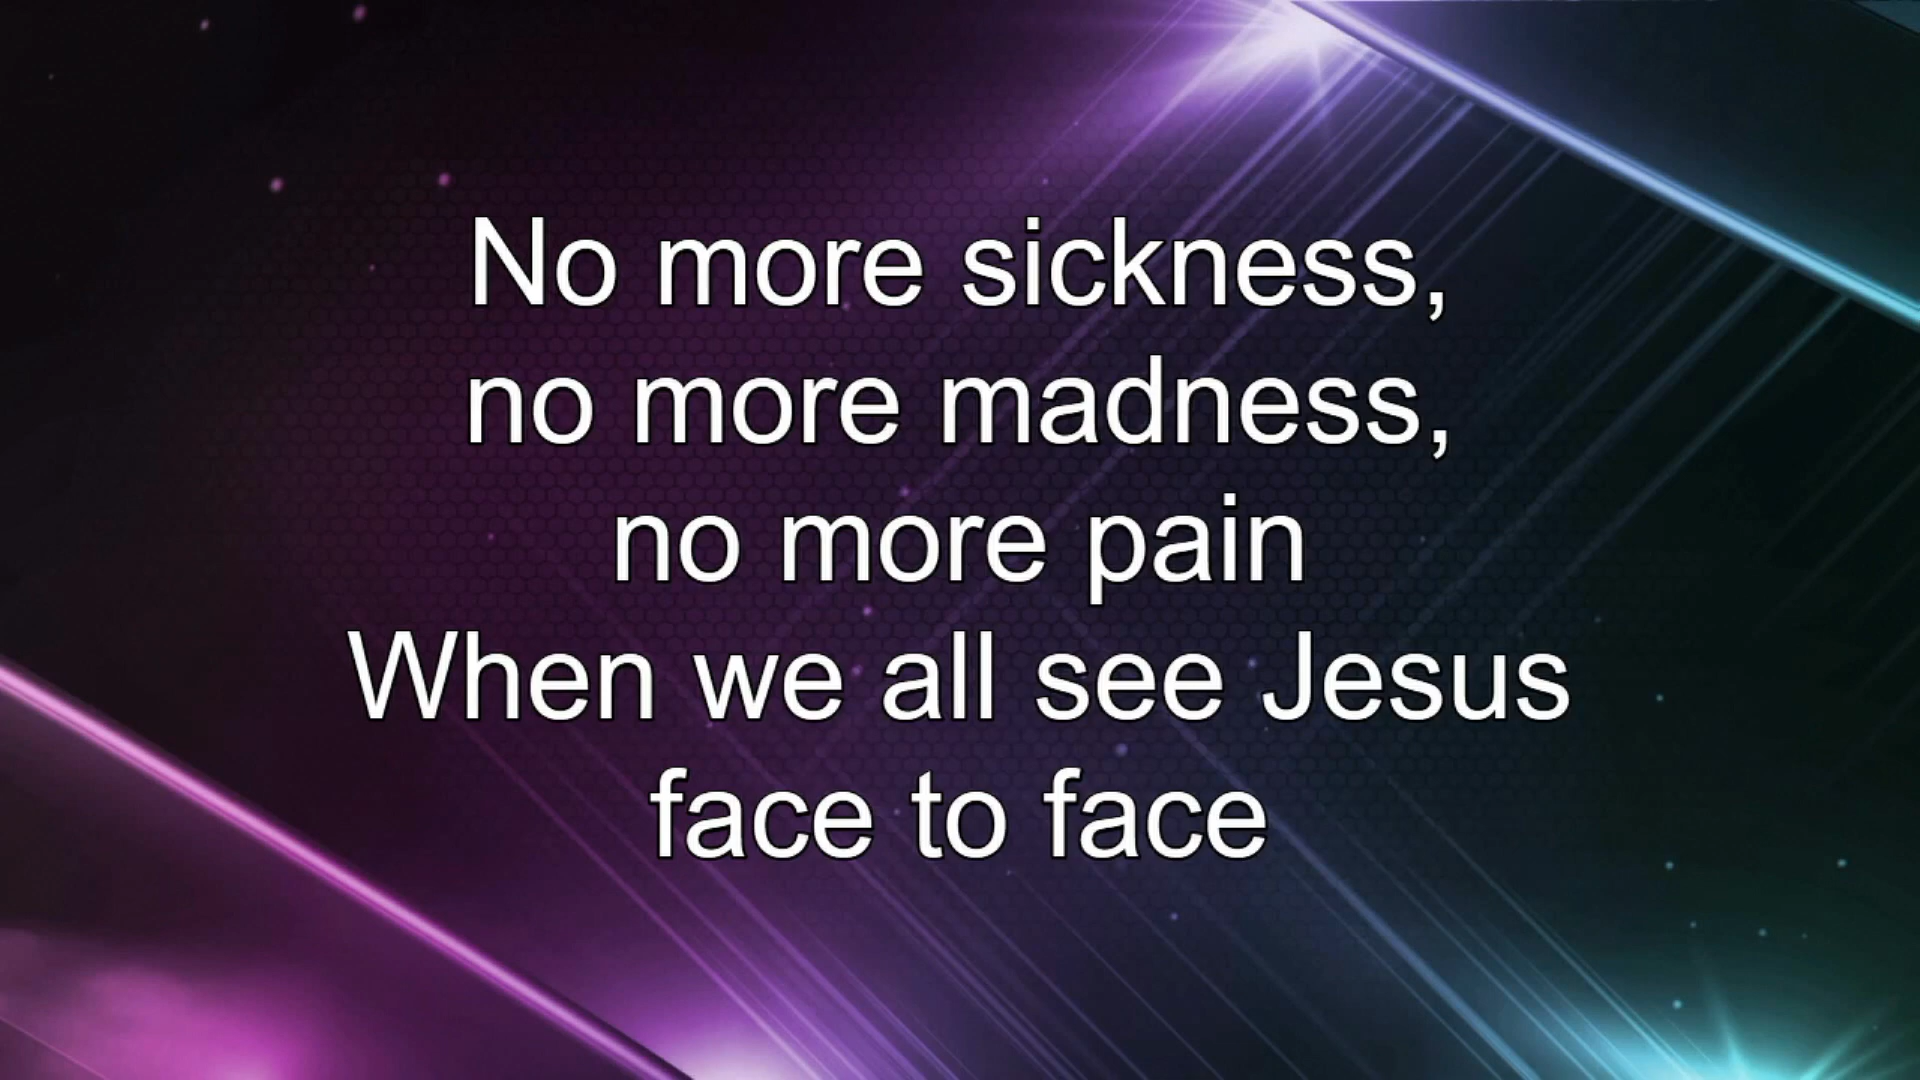 No more sickness,
no more madness,
no more pain
When we all see Jesus
face to face